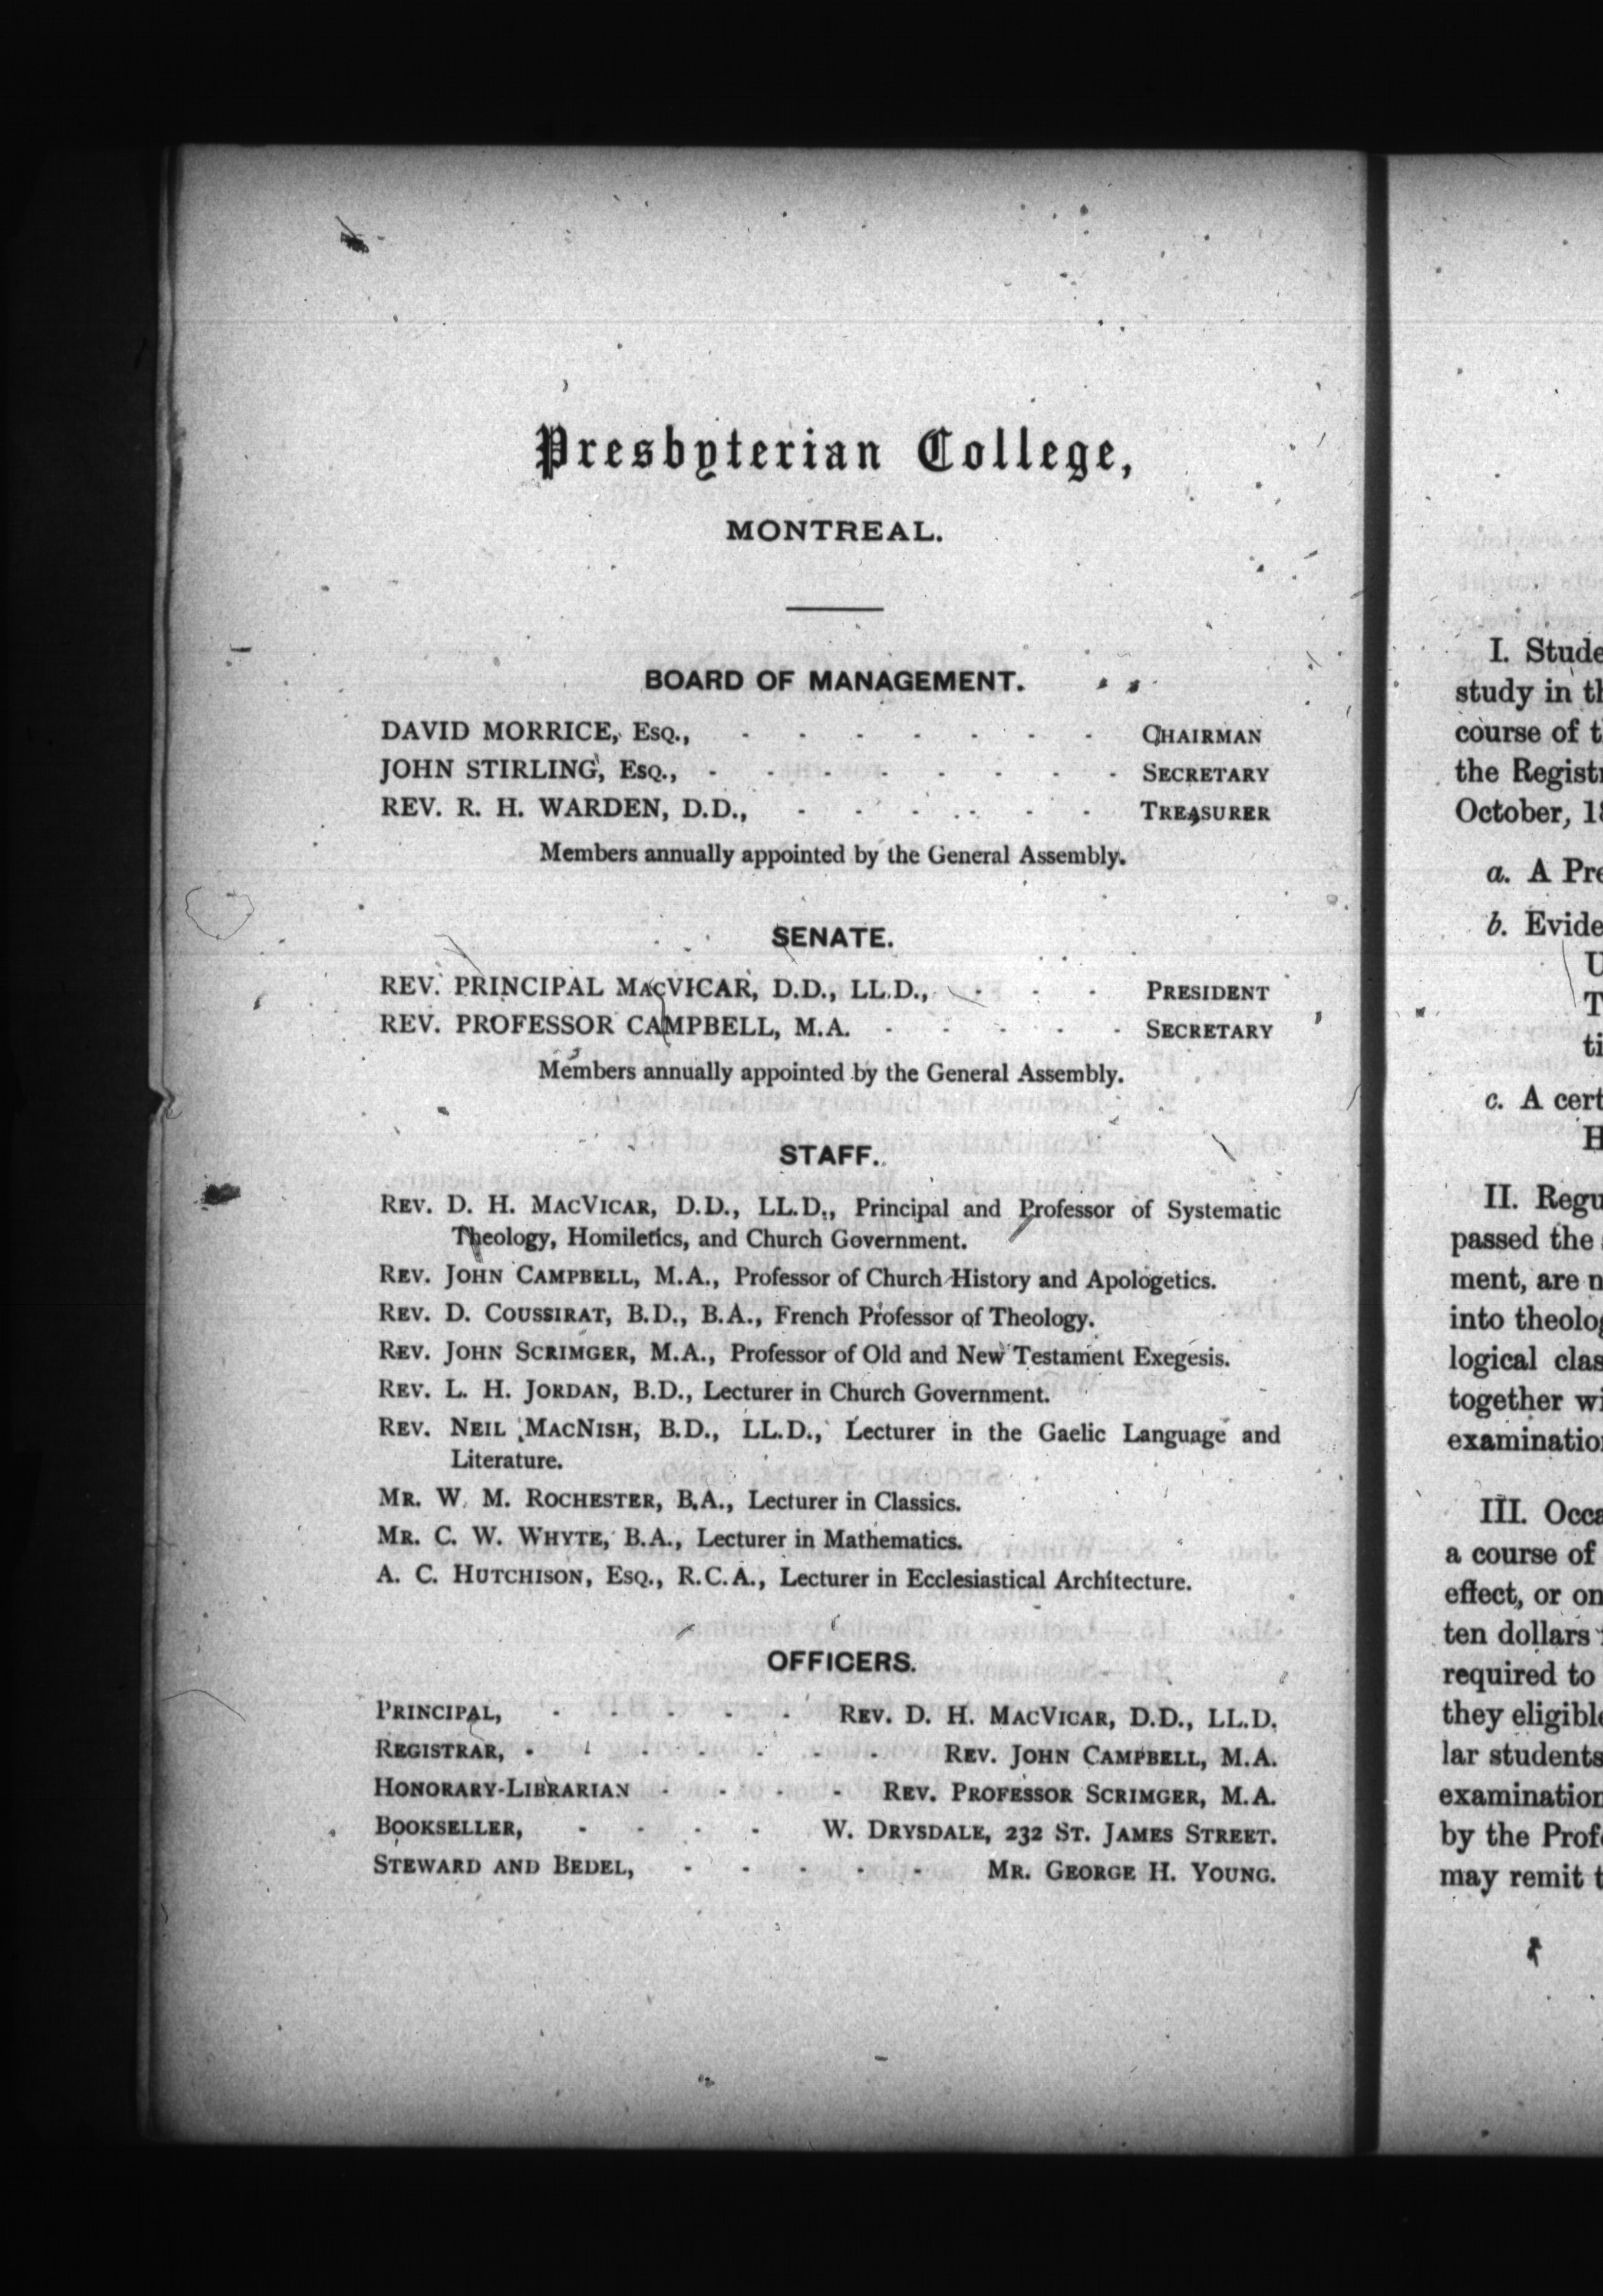 Presbyterian College,
MONTREAL.
BOARD OF MANAGEMENT.
DAVID MORRICE, ESQ., - - - - - - - CHAIRMAN
JOHN STIRLING, ESQ., - - - - - - - - SECRETARY
REV. R. H. WARDEN, D.D., - - - - - - TREASURER
Members annually appointed by the General Assembly.
SENATE.
REV. PRINCIPAL MACVICAR, D.D., LL.D., - - - PRESIDENT
REV. PROFESSOR CAMPBELL, M.A. - - - - - SECRETARY
Members annually appointed by the General Assembly.
STAFF.
REV. D. H. MACVICAR, D.D., LL.D., Principal and Professor of Systematic
Theology, Homiletics, and Church Government.
REV. JOHN CAMPBELL, M.A., Professor of Church History and Apologetics.
REV. D. COUSSIRAT, B.D., B.A., French Professor of Theology.
REV. JOHN SCRIMGER, M.A., Professor of Old and New Testament Exegesis.
REV. L. H. JORDAN, B.D., Lecturer in Church Government.
REV. NEIL MACNISH, B.D., LL.D., Lecturer in the Gaelic Language and
Literature.
MR. W. M. ROCHESTER, B.A., Lecturer in Classics.
MR. C. W. WHYTE, B.A., Lecturer in Mathematics.
A. C. HUTCHISON, ESQ., R.C.A., Lecturer in Ecclesiastical Architecture.
OFFICERS.
PRINCIPAL, - - - - - REV. D. H. MACVICAR, D.D., LL.D.
REGISTRAR, - - - - - - - REV. JOHN CAMPBELL, M.A.
HONORARY-LIBRARIAN - - - - REV. PROFESSOR SCRIMGER, M.A.
BOOKSELLER, - - - - W. DRYSDALE, 232 ST. JAMES STREET.
STEWARD AND BEDEL, - - - - - MR. GEORGE H. YOUNG.
I. Stude
study in th
course of t
the Regist
October, 18
a. A Pre
b. Evide
U
T
ti
c. A cert
H
II. Regu
passed the
ment, are n
into theolog
logical clas
together wi
examination
III. Occa
a course of
effect, or on
ten dollars
required to
they eligible
lar students
examination
by the Prof
may remit t